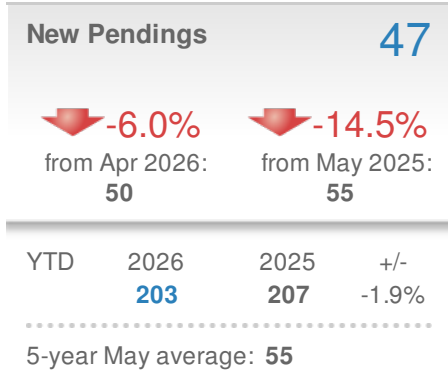 New Pendings 47
-6.0% -14.5%
from Apr 2026: from May 2025:
50 55
YTD 2026 2025 +/-
203 207 -1.9%
5-year May average: 55